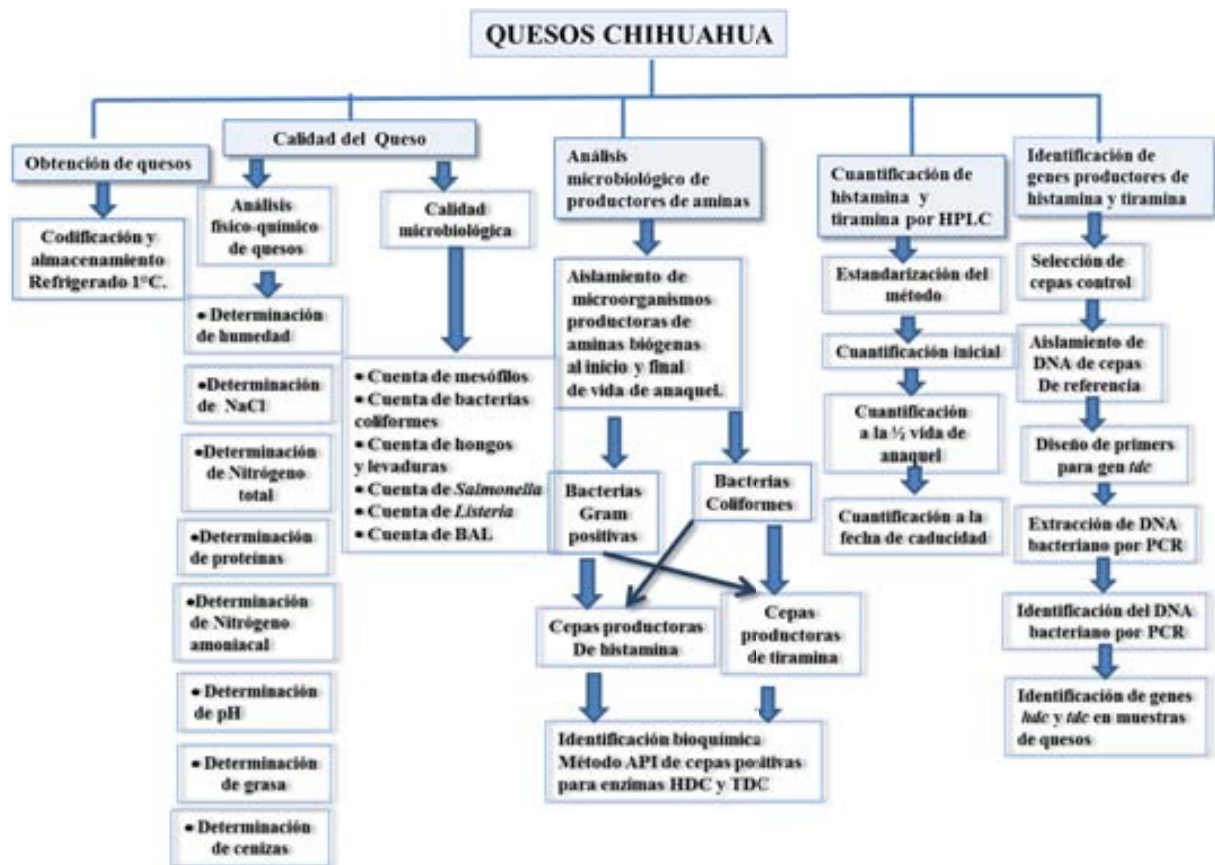 QUESOS CHIHUAHUA
Obtención de quesos
Codificación y
almacenamiento
Refrigerado 1°C.
Calidad del Queso
Análisis
físico-químico
de quesos
• Determinación
de humedad
•Determinación
de NaCl
•Determinación
de Nitrógeno
total
•Determinación
de proteínas
•Determinación
de Nitrógeno
amoniacal
• Determinación
de pH
• Determinación
de grasa
• Determinación
de cenizas
Calidad
microbiológica
• Cuenta de mesófilos
• Cuenta de bacterias
coliformes
• Cuenta de hongos
y levaduras
• Cuenta de Salmonella
• Cuenta de Listeria
• Cuenta de BAL
Análisis
microbiológico de
productores de aminas
Aislamiento de
microorganismos
productoras de
aminas biógenas
al inicio y final
de vida de anaquel.
Bacterias
Gram
positivas
Bacterias
Coliformes
Cepas productoras
De histamina
Cepas
productoras
de tiramina
Identificación bioquímica
Método API de cepas positivas
para enzimas HDC y TDC
Cuantificación de
histamina y
tiramina por HPLC
Estandarización del
método
Cuantificación inicial
Cuantificación
a la ½ vida de
anaquel
Cuantificación a la
fecha de caducidad
Identificación de
genes productores de
histamina y tiramina
Selección de
cepas control
Aislamiento de
DNA de cepas
De referencia
Diseño de primers
para gen tdc
Extracción de DNA
bacteriano por PCR
Identificación del DNA
bacteriano por PCR
Identificación de genes
hdc y tdc en muestras
de quesos